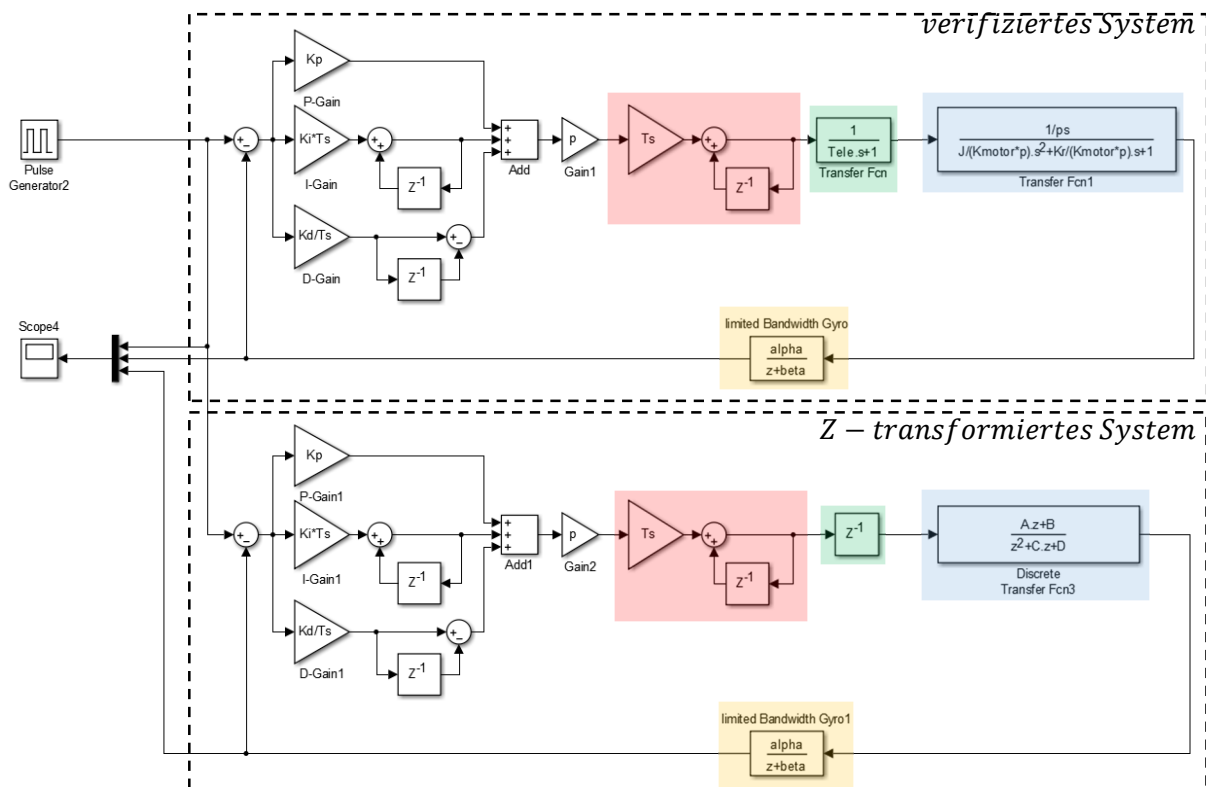 verifiziertes System
Kp
P-Gain
Pulse
Generator2
Ki*Ts
I-Gain
Z-1
Kd/Ts
D-Gain
Z-1
+
+
+
Add
p
Gain1
Ts
Z-1
1
Tele.s+1
Transfer Fcn
1/ps
J/(Kmotor*p).s²+Kr/(Kmotor*p).s+1
Transfer Fcn1
Scope4
limited Bandwidth Gyro
alpha
z+beta
Z – transformiertes System
Kp
P-Gain1
Ki*Ts
I-Gain1
Z-1
Kd/Ts
D-Gain1
Z-1
+
+
+
Add1
p
Gain2
Ts
Z-1
Z-1
A.z+B
z²+C.z+D
Discrete
Transfer Fcn3
limited Bandwidth Gyro1
alpha
z+beta